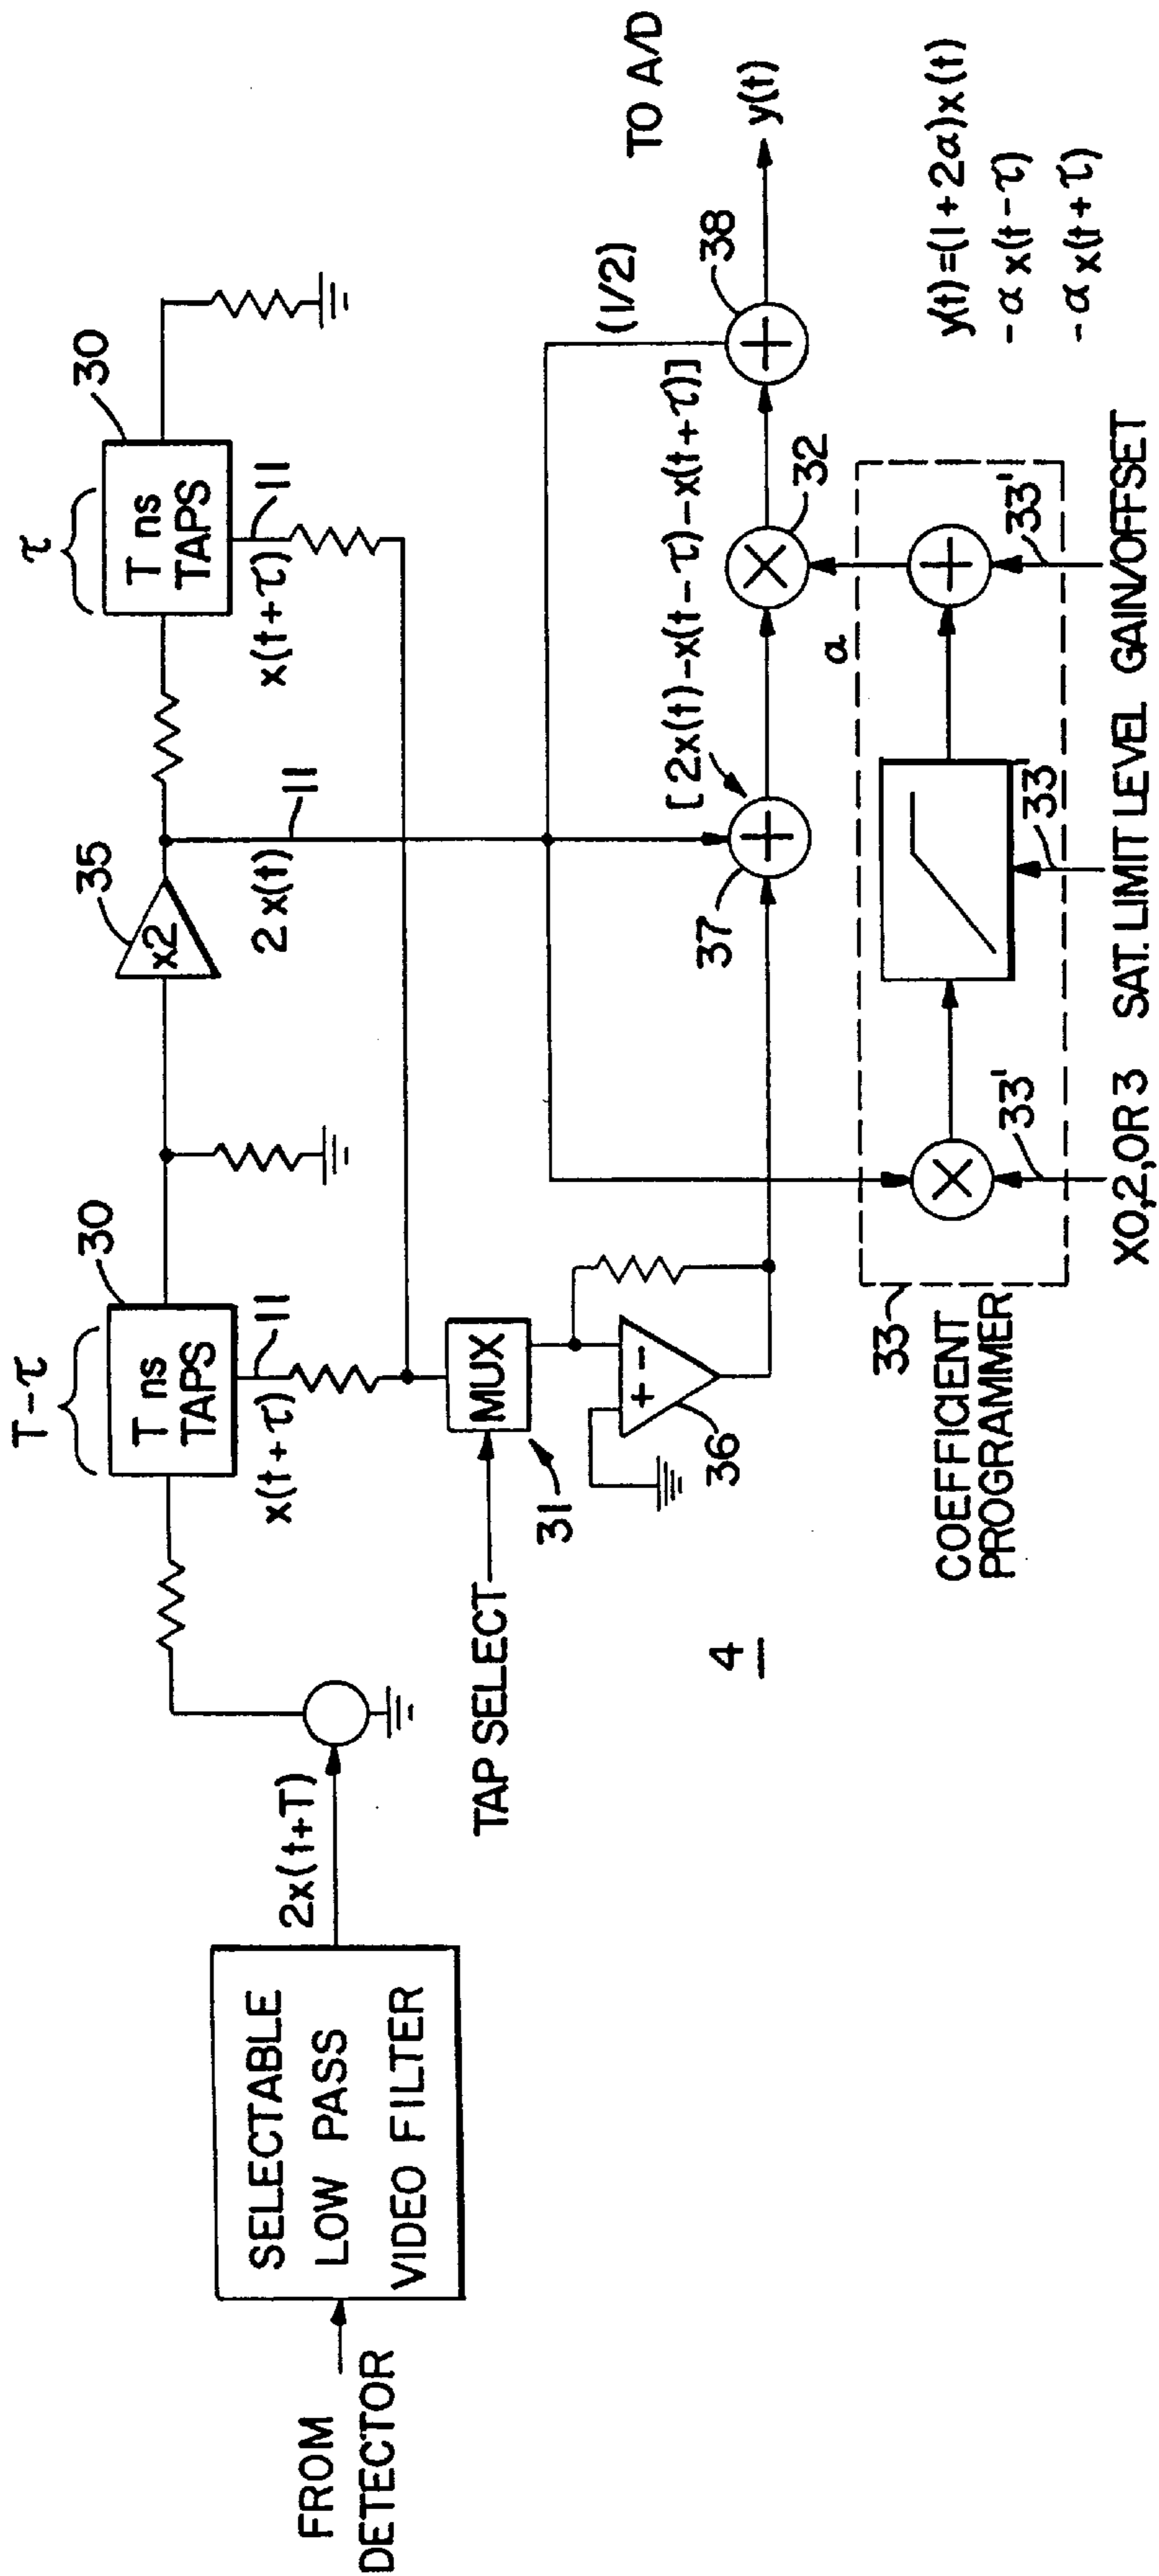 FROM
DETECTOR
SELECTABLE
LOW PASS
VIDEO FILTER
2x(t+T)
T-τ
30
T ns
TAPS
11
x(t+τ)
35
x2
11
2x(t)
τ
30
T ns
TAPS
11
x(t+τ)
TAP SELECT
MUX
31
+ -
36
37
+
[2x(t)-x(t-τ)-x(t+τ)]
X
32
(1/2)
+
38
TO A/D
y(t)
COEFFICIENT
PROGRAMMER
33
X
33'
33
α
+
33'
X0,2,OR 3
SAT. LIMIT LEVEL
GAIN/OFFSET
y(t)=(1+2α)x(t)
-αx(t-τ)
-αx(t+τ)
4